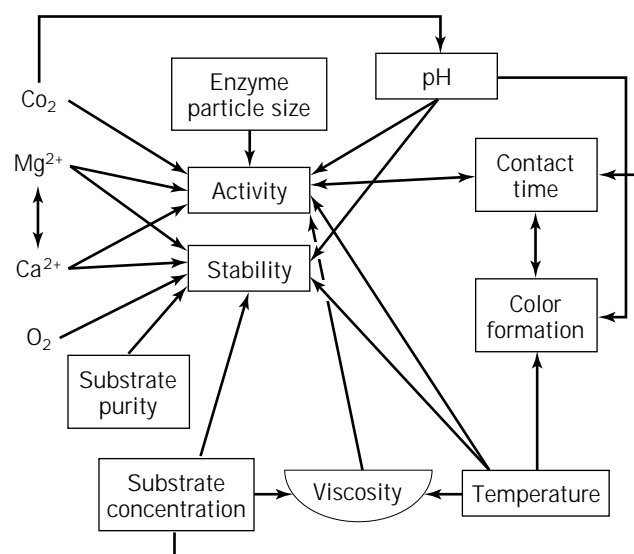 Co₂
Enzyme
particle size
pH
Mg²⁺
Activity
Contact
time
Ca²⁺
Stability
Color
formation
O₂
Substrate
purity
Substrate
concentration
Viscosity
Temperature